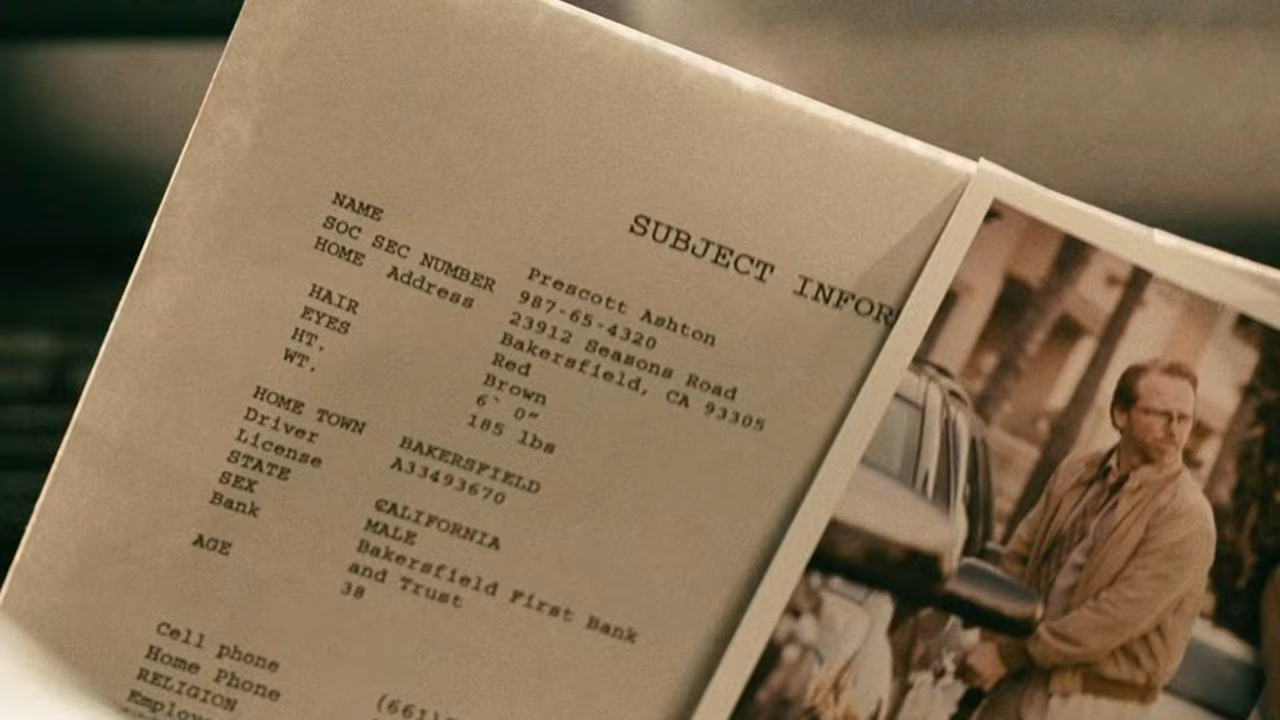 SUBJECT INFOR
NAME Prescott Ashton
SOC SEC NUMBER 987-65-4320
HOME Address 23912 Seasons Road
Bakersfield, CA 93305
HAIR Red
EYES Brown
HT. 6` 0"
WT. 185 lbs
HOME TOWN BAKERSFIELD
Driver A33493670
License
STATE CALIFORNIA
SEX MALE
Bank Bakersfield First Bank
and Trust
AGE 38
Cell phone (661)
Home Phone
RELIGION